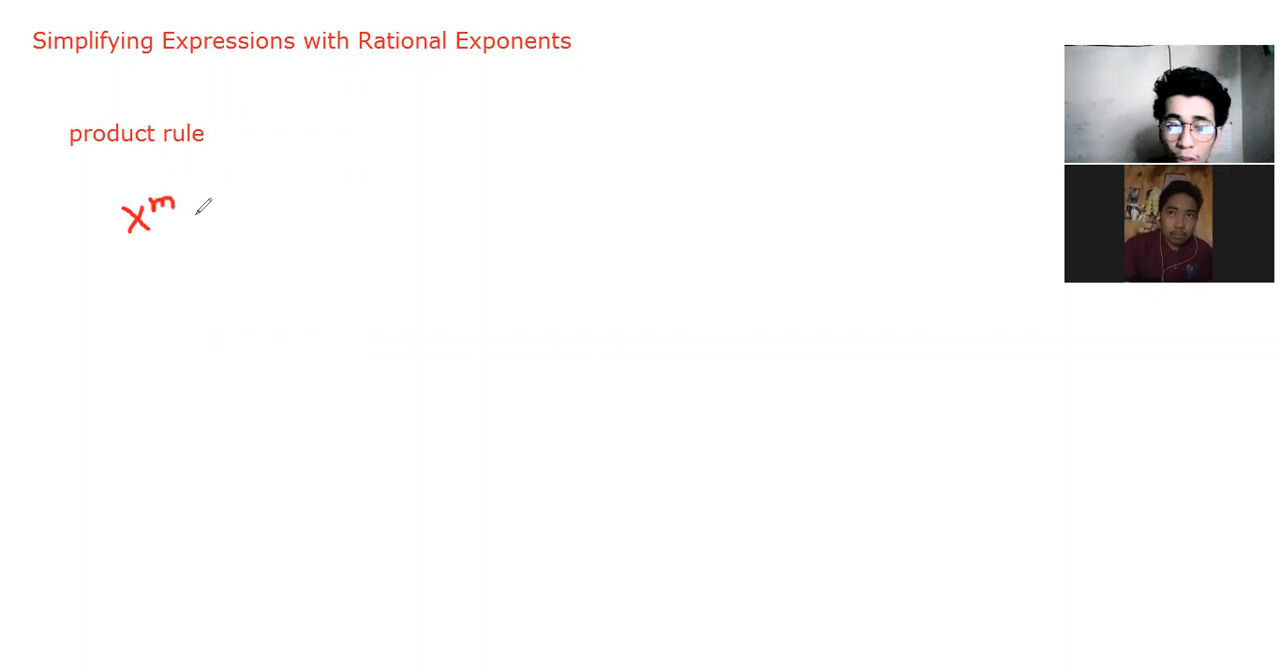 Simplifying Expressions with Rational Exponents
product rule
x^m